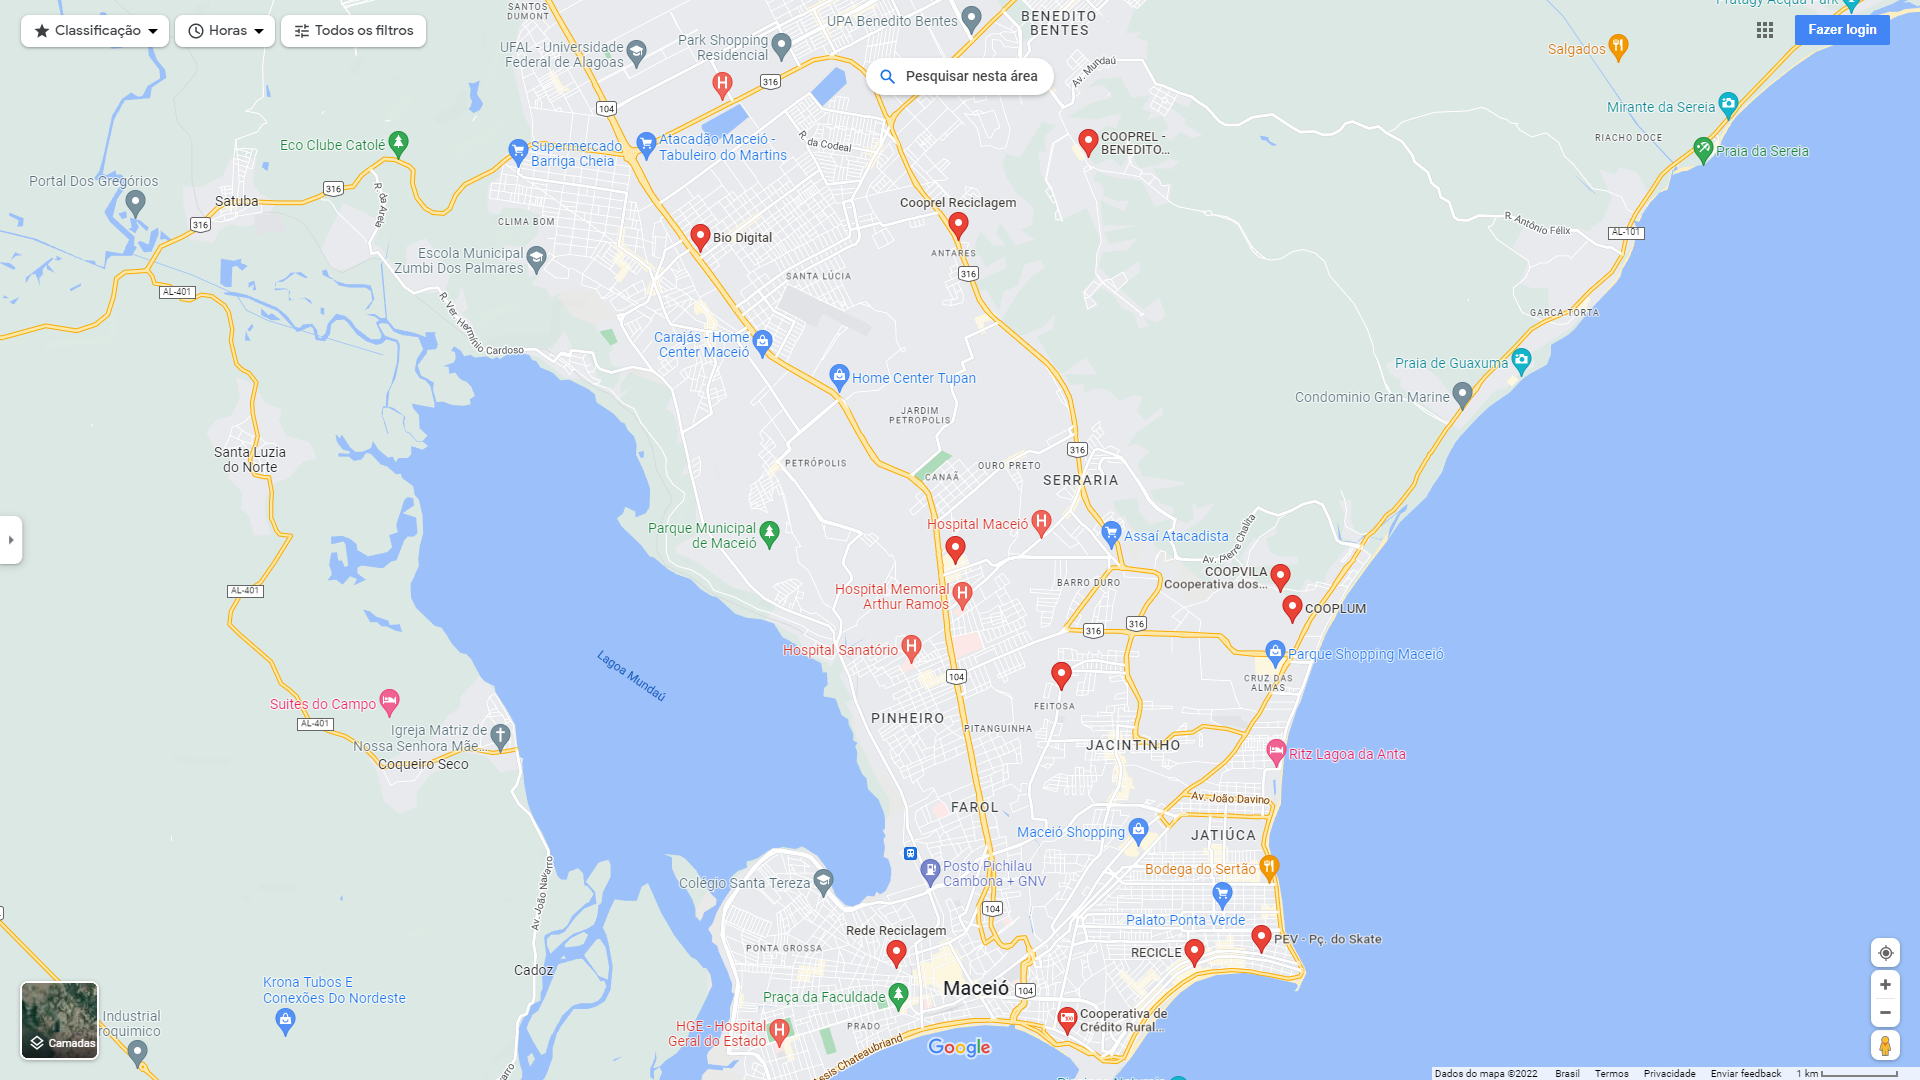 Classificação
Horas
Todos os filtros
SANTOS
DUMONT
UPA Benedito Bentes
BENEDITO
BENTES
Pratagy Acqua Park
Fazer login
UFAL - Universidade
Federal de Alagoas
Park Shopping
Residencial
316
Salgados
Pesquisar nesta área
Av. Mundaú
104
Mirante da Sereia
RIACHO DOCE
Praia da Sereia
Eco Clube Catolé
Supermercado
Barriga Cheia
Atacadão Maceió -
Tabuleiro do Martins
R. da Codeal
COOPREL -
BENEDITO...
Portal Dos Gregórios
316
Satuba
R. da Areia
316
CLIMA BOM
Cooprel Reciclagem
ANTARES
316
R. Antônio Félix
AL-101
Bio Digital
Escola Municipal
Zumbi Dos Palmares
SANTA LÚCIA
AL-401
R. Ver. Hermínio Cardoso
GARÇA TORTA
Carajás - Home
Center Maceió
Home Center Tupan
Praia de Guaxuma
Condominio Gran Marine
JARDIM
PETROPOLIS
Santa Luzia
do Norte
PETRÓPOLIS
CANAÃ
OURO PRETO
316
SERRARIA
Parque Municipal
de Maceió
Hospital Maceió
Assaí Atacadista
Av. Pierre Chalita
AL-401
Hospital Memorial
Arthur Ramos
BARRO DURO
COOPVILA
Cooperativa dos...
COOPLUM
316
316
Hospital Sanatório
Parque Shopping Maceió
Lagoa Mundaú
104
CRUZ DAS
ALMAS
Suites do Campo
AL-401
FEITOSA
Igreja Matriz de
Nossa Senhora Mãe...
Coqueiro Seco
PINHEIRO
PITANGUINHA
JACINTINHO
Ritz Lagoa da Anta
Av. João Davino
FAROL
Maceió Shopping
JATIÚCA
Posto Pichilau
Cambona + GNV
Bodega do Sertão
Colégio Santa Tereza
Av. João Navarro
104
Palato Ponta Verde
Rede Reciclagem
PONTA GROSSA
RECICLE
PEV - Pç. do Skate
Cadoz
Krona Tubos E
Conexões Do Nordeste
Maceió
104
Praça da Faculdade
Industrial
roquimico
Camadas
HGE - Hospital
Geral do Estado
PRADO
Cooperativa de
Crédito Rural...
Assis Chateaubriand
Google
Dados do mapa ©2022
Brasil
Termos
Privacidade
Enviar feedback
1 km